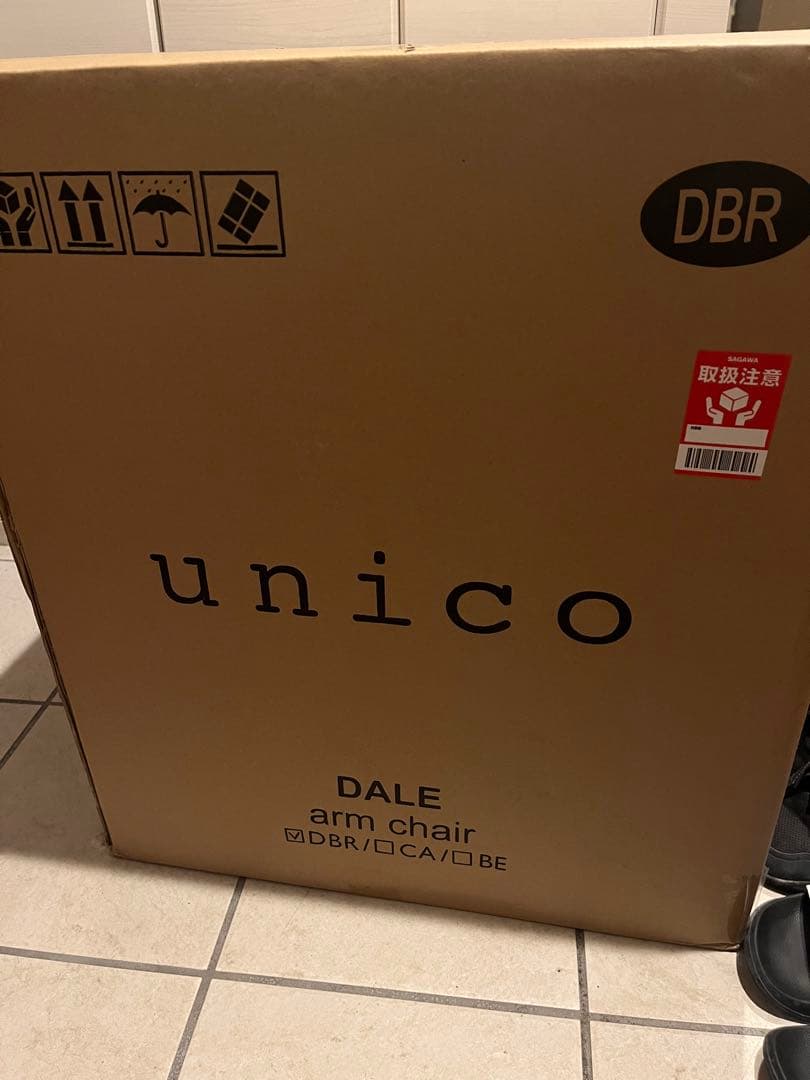 DBR
SAGAWA
取扱注意
unico
DALE
arm chair
☑DBR/☐CA/☐BE